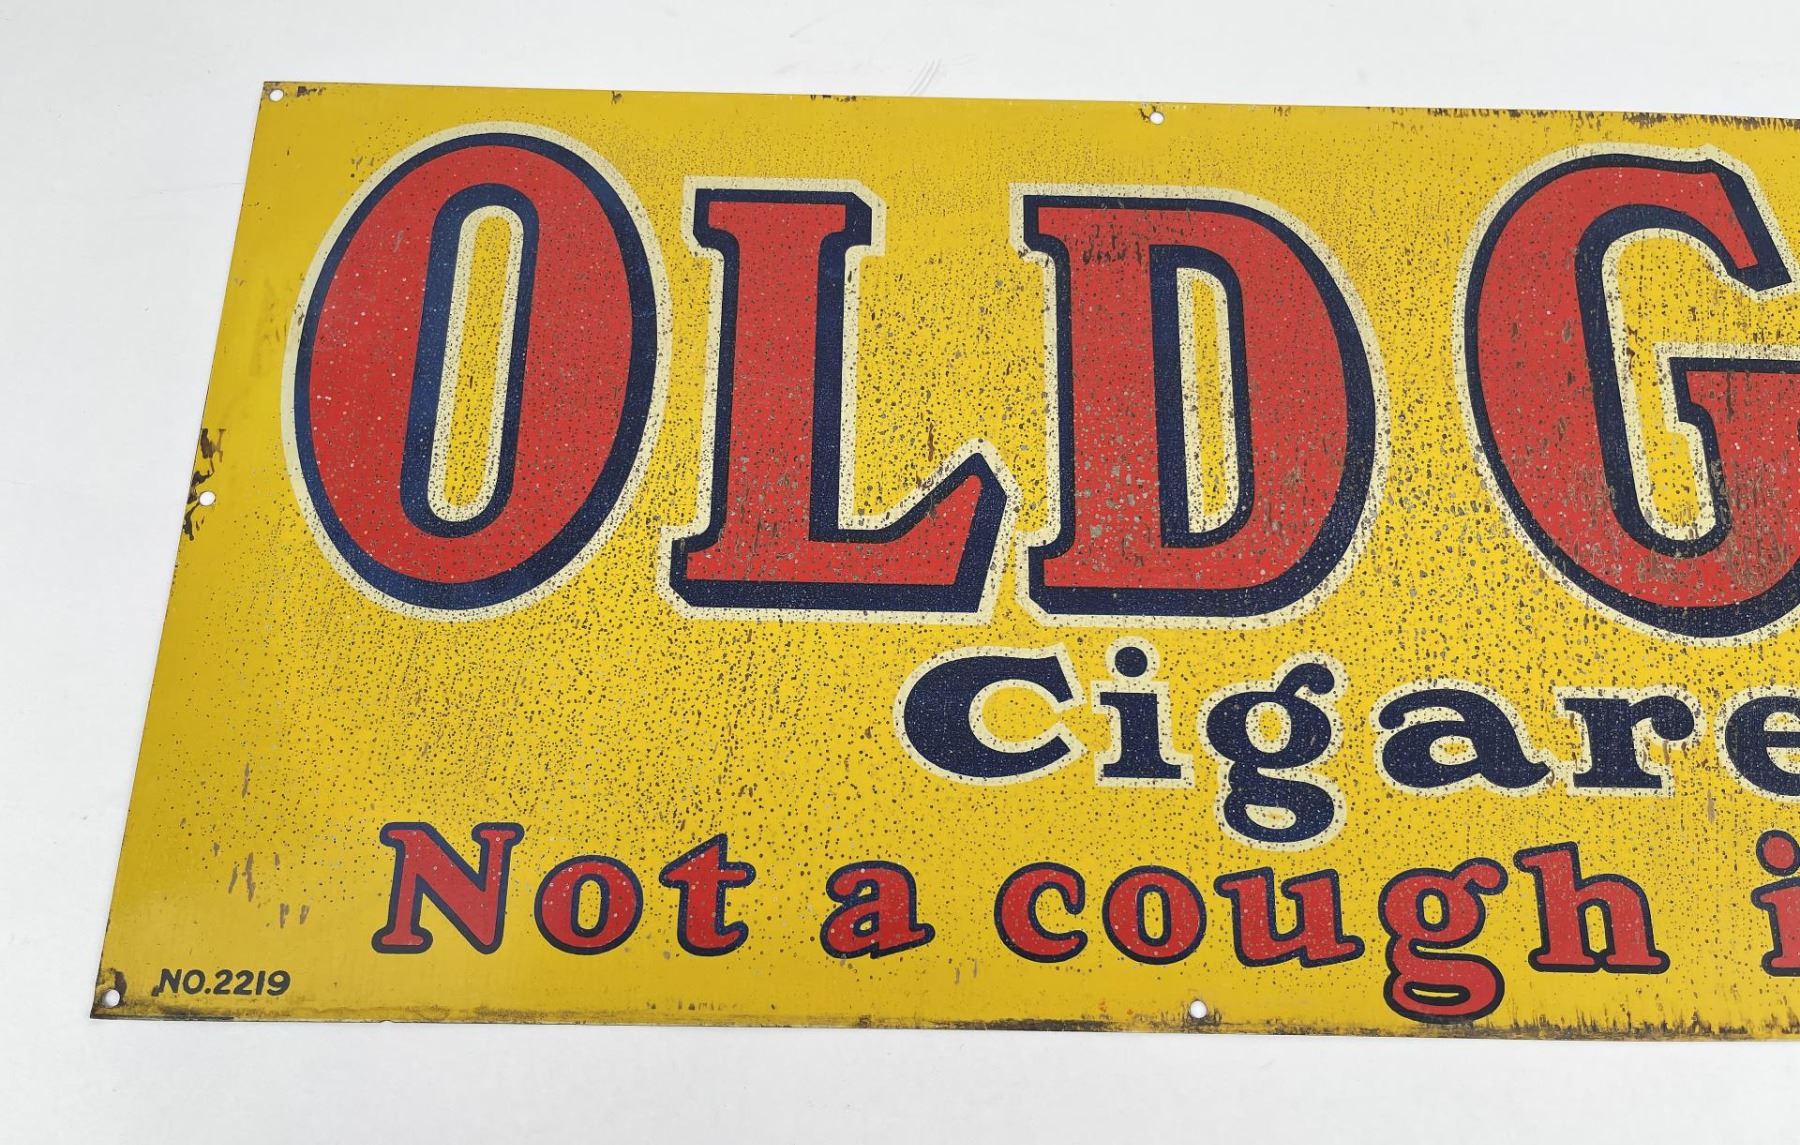 OLD G
Cigare
Not a cough i
NO.2219